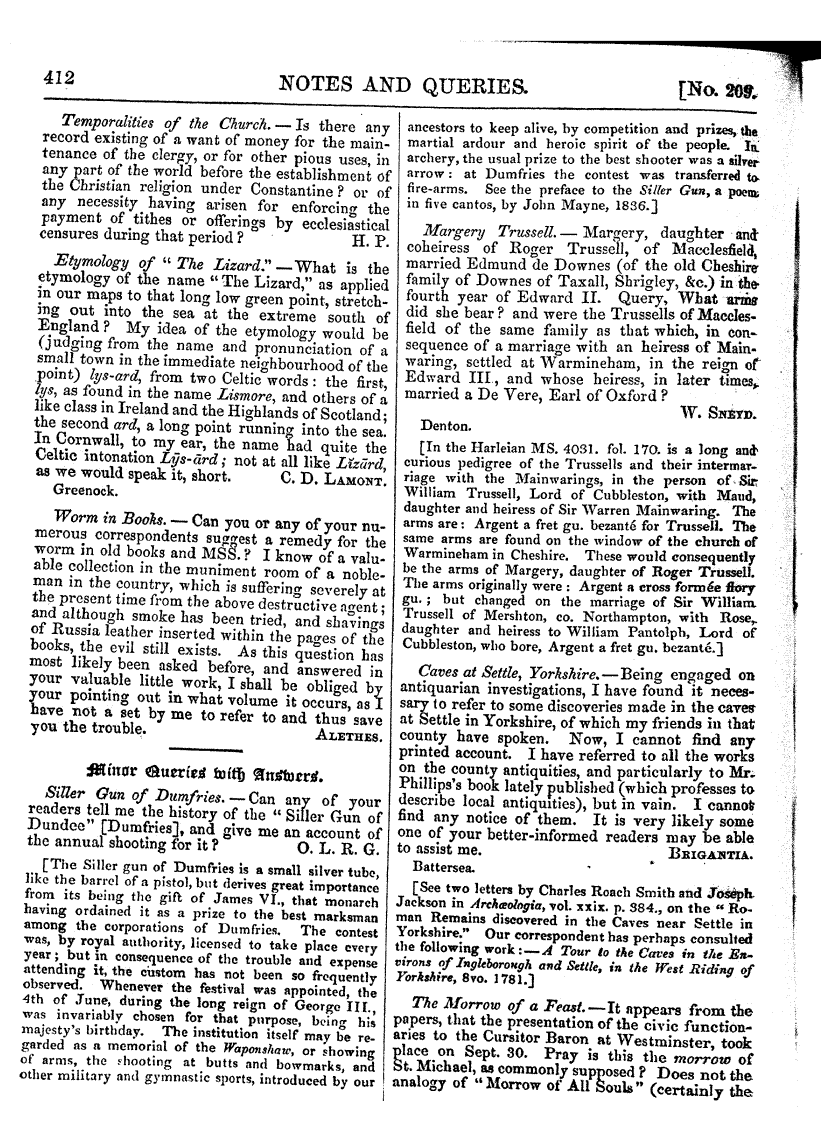 412
NOTES AND QUERIES.
[No. 209.
Temporalities of the Church. — Is there any
record existing of a want of money for the main-
tenance of the clergy, or for other pious uses, in
any part of the world before the establishment of
the Christian religion under Constantine? or of
any necessity having arisen for enforcing the
payment of tithes or offerings by ecclesiastical
censures during that period? H. P.
Etymology of “ The Lizard.” — What is the
etymology of the name “The Lizard,” as applied
in our maps to that long low green point, stretch-
ing out into the sea at the extreme south of
England? My idea of the etymology would be
(judging from the name and pronunciation of a
small town in the immediate neighbourhood of the
point) lys-ard, from two Celtic words: the first,
lys, as found in the name Lismore, and others of a
like class in Ireland and the Highlands of Scotland;
the second ard, a long point running into the sea.
In Cornwall, to my ear, the name had quite the
Celtic intonation Lȳs-ārd; not at all like Lĭzārd,
as we would speak it, short. C. D. LAMONT.
Greenock.
Worm in Books. — Can you or any of your nu-
merous correspondents suggest a remedy for the
worm in old books and MSS.? I know of a valu-
able collection in the muniment room of a noble-
man in the country, which is suffering severely at
the present time from the above destructive agent;
and although smoke has been tried, and shavings
of Russia leather inserted within the pages of the
books, the evil still exists. As this question has
most likely been asked before, and answered in
your valuable little work, I shall be obliged by
your pointing out in what volume it occurs, as I
have not a set by me to refer to and thus save
you the trouble. ALETHES.
Minor Queries with Answers.
Siller Gun of Dumfries. — Can any of your
readers tell me the history of the “ Siller Gun of
Dundee” [Dumfries], and give me an account of
the annual shooting for it? O. L. R. G.
[The Siller gun of Dumfries is a small silver tube,
like the barrel of a pistol, but derives great importance
from its being the gift of James VI., that monarch
having ordained it as a prize to the best marksman
among the corporations of Dumfries. The contest
was, by royal authority, licensed to take place every
year; but in consequence of the trouble and expense
attending it, the custom has not been so frequently
observed. Whenever the festival was appointed, the
4th of June, during the long reign of George III.,
was invariably chosen for that purpose, being his
majesty's birthday. The institution itself may be re-
garded as a memorial of the Waponshaw, or showing
of arms, the shooting at butts and bowmarks, and
other military and gymnastic sports, introduced by our
ancestors to keep alive, by competition and prizes, the
martial ardour and heroic spirit of the people. In
archery, the usual prize to the best shooter was a silver
arrow: at Dumfries the contest was transferred to
fire-arms. See the preface to the Siller Gun, a poem
in five cantos, by John Mayne, 1836.]
Margery Trussell. — Margery, daughter and
coheiress of Roger Trussell, of Macclesfield,
married Edmund de Downes (of the old Cheshire
family of Downes of Taxall, Shrigley, &c.) in the
fourth year of Edward II. Query, What arms
did she bear? and were the Trussells of Maccles-
field of the same family as that which, in con-
sequence of a marriage with an heiress of Main-
waring, settled at Warmineham, in the reign of
Edward III., and whose heiress, in later times,
married a De Vere, Earl of Oxford?
W. SNEYD.
Denton.
[In the Harleian MS. 4031. fol. 170. is a long and
curious pedigree of the Trussells and their intermar-
riage with the Mainwarings, in the person of Sir
William Trussell, Lord of Cubbleston, with Maud,
daughter and heiress of Sir Warren Mainwaring. The
arms are: Argent a fret gu. bezanté for Trussell. The
same arms are found on the window of the church of
Warmineham in Cheshire. These would consequently
be the arms of Margery, daughter of Roger Trussell.
The arms originally were: Argent a cross formée flory
gu.; but changed on the marriage of Sir William
Trussell of Mershton, co. Northampton, with Rose,
daughter and heiress to William Pantolph, Lord of
Cubbleston, who bore, Argent a fret gu. bezanté.]
Caves at Settle, Yorkshire. — Being engaged on
antiquarian investigations, I have found it neces-
sary to refer to some discoveries made in the caves
at Settle in Yorkshire, of which my friends in that
county have spoken. Now, I cannot find any
printed account. I have referred to all the works
on the county antiquities, and particularly to Mr.
Phillips's book lately published (which professes to
describe local antiquities), but in vain. I cannot
find any notice of them. It is very likely some
one of your better-informed readers may be able
to assist me. BRIGANTIA.
Battersea.
[See two letters by Charles Roach Smith and Joseph
Jackson in Archæologia, vol. xxix. p. 384., on the “ Ro-
man Remains discovered in the Caves near Settle in
Yorkshire.” Our correspondent has perhaps consulted
the following work:—A Tour to the Caves in the En-
virons of Ingleborough and Settle, in the West Riding of
Yorkshire, 8vo. 1781.]
The Morrow of a Feast. — It appears from the
papers, that the presentation of the civic function-
aries to the Cursitor Baron at Westminster, took
place on Sept. 30. Pray is this the morrow of
St. Michael, as commonly supposed? Does not the
analogy of “ Morrow of All Souls” (certainly the